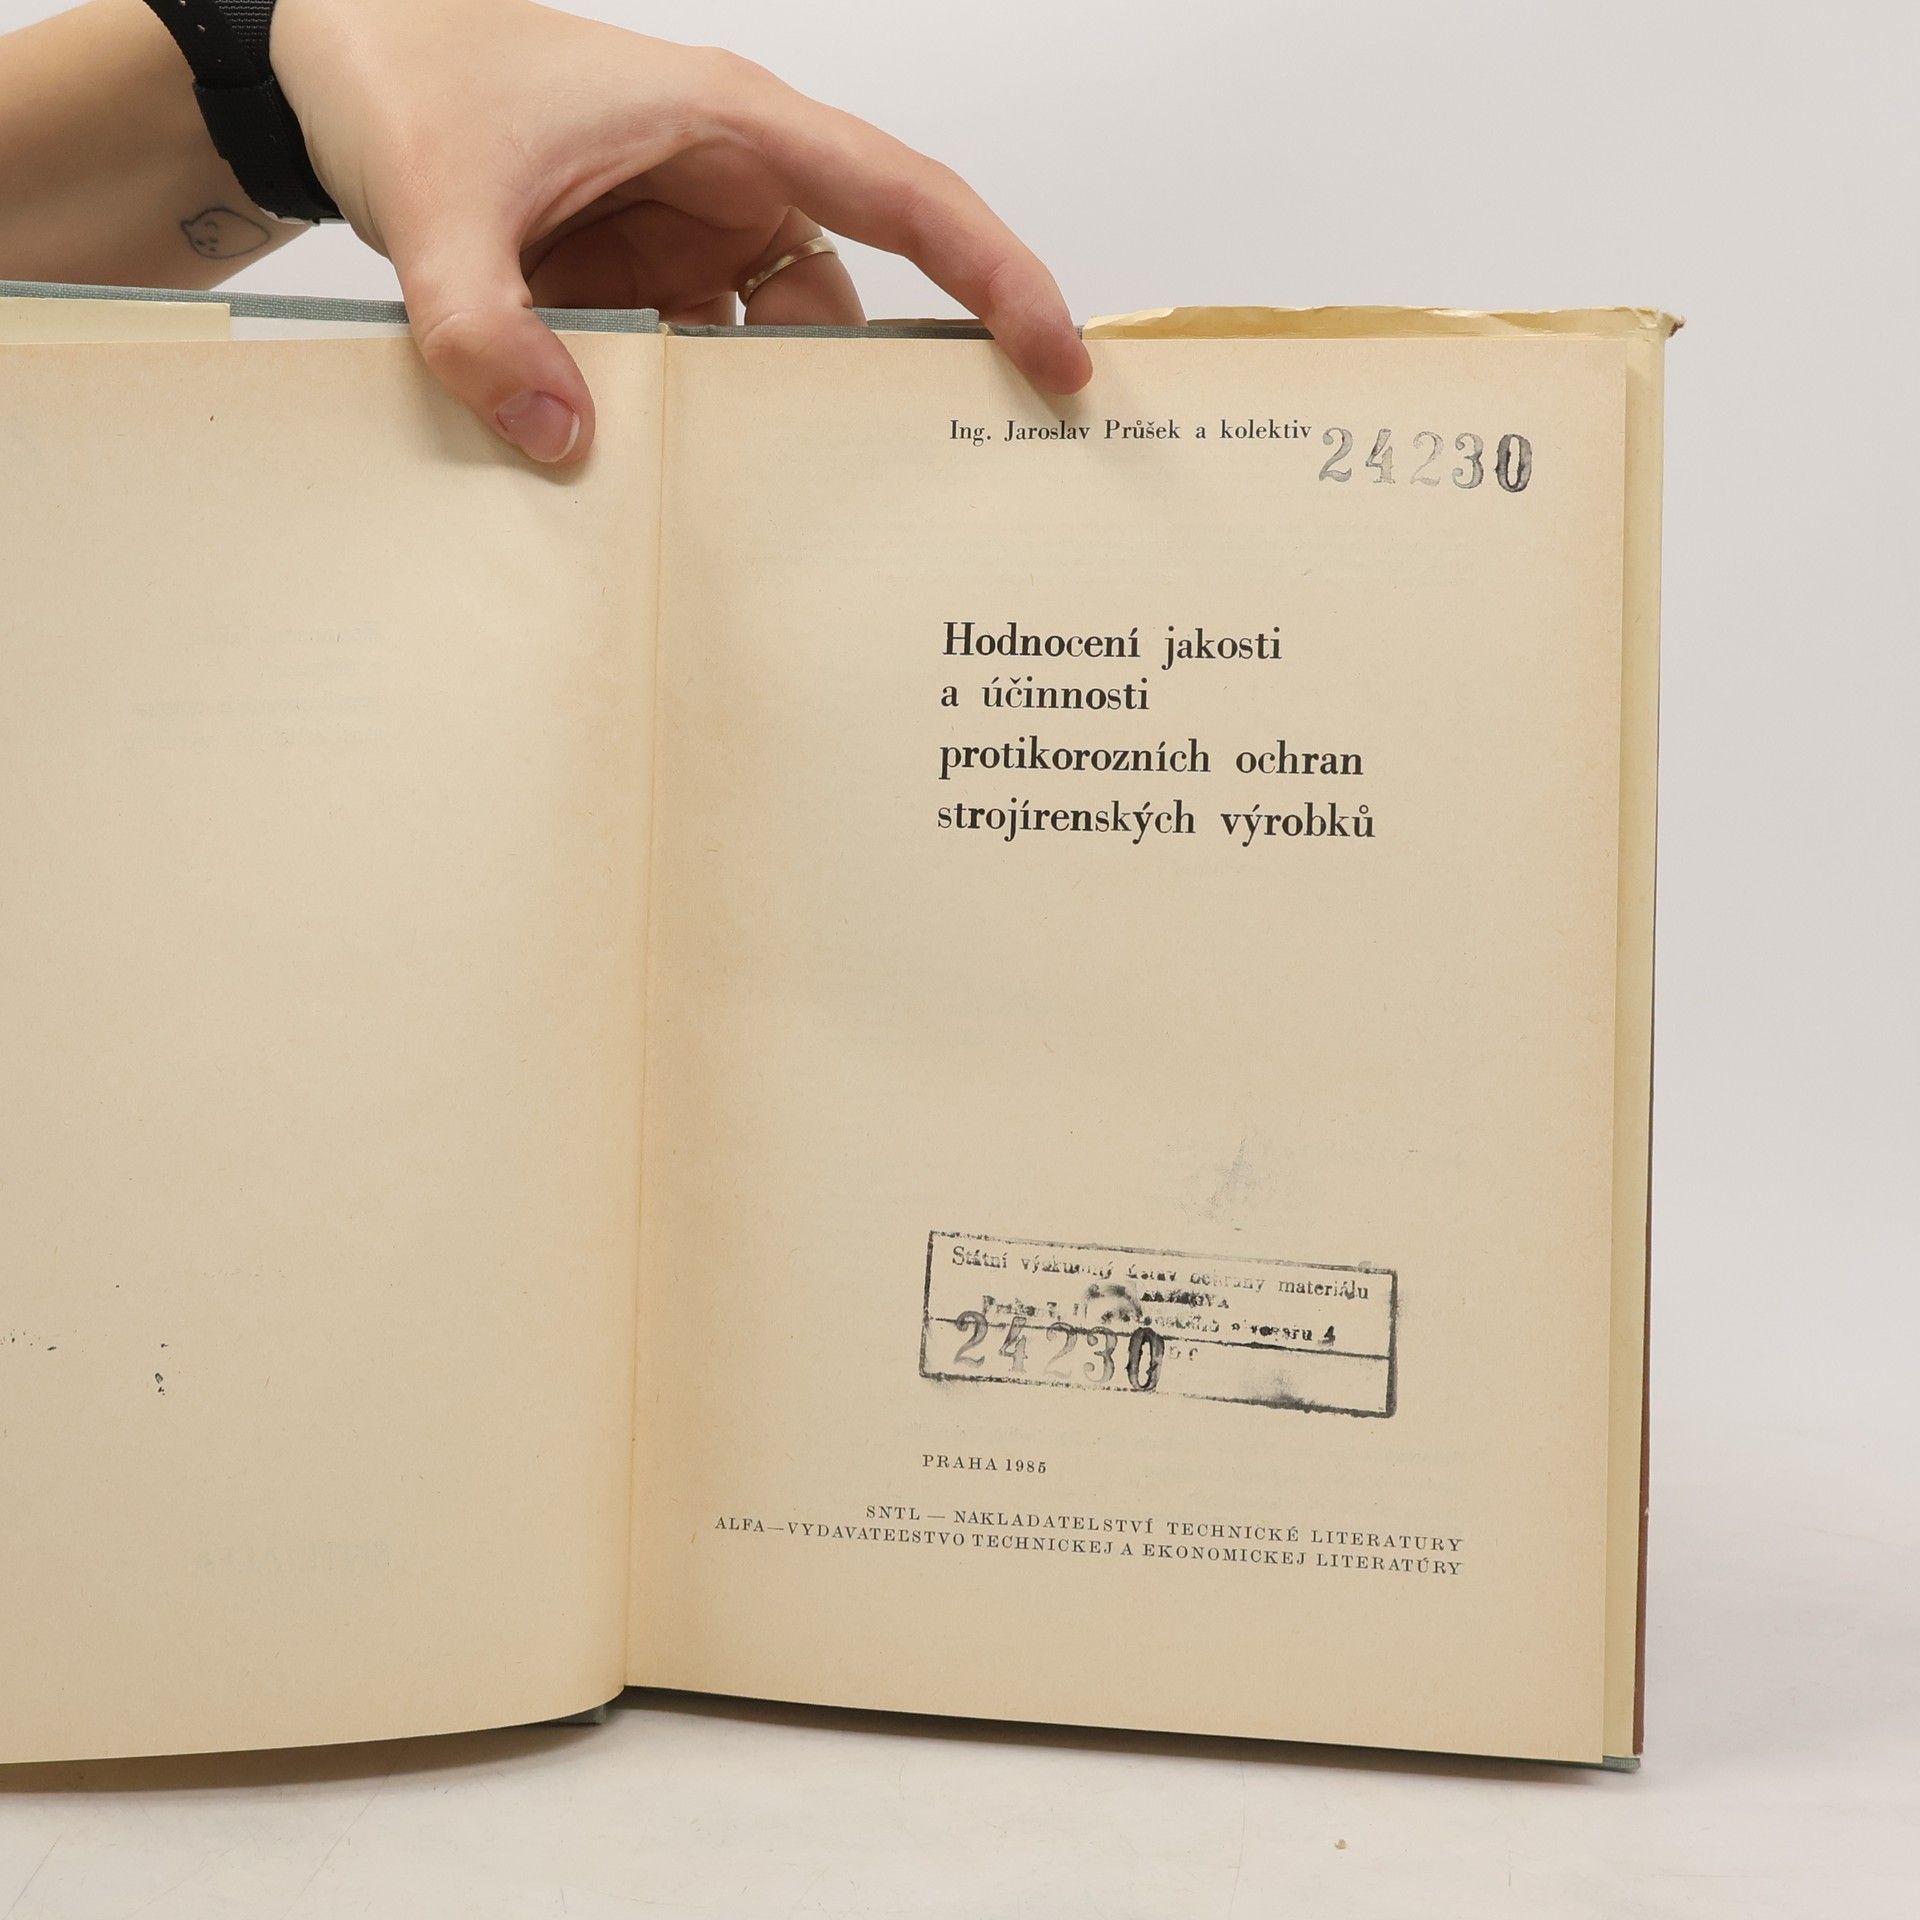 Ing. Jaroslav Průšek a kolektiv
24230
Hodnocení jakosti
a účinnosti
protikorozních ochran
strojírenských výrobků
Státní výzkumný ústav ochrany materiálu
24230
PRAHA 1985
SNTL — NAKLADATELSTVÍ TECHNICKÉ LITERATURY
ALFA—VYDAVATEĽSTVO TECHNICKEJ A EKONOMICKEJ LITERATÚRY